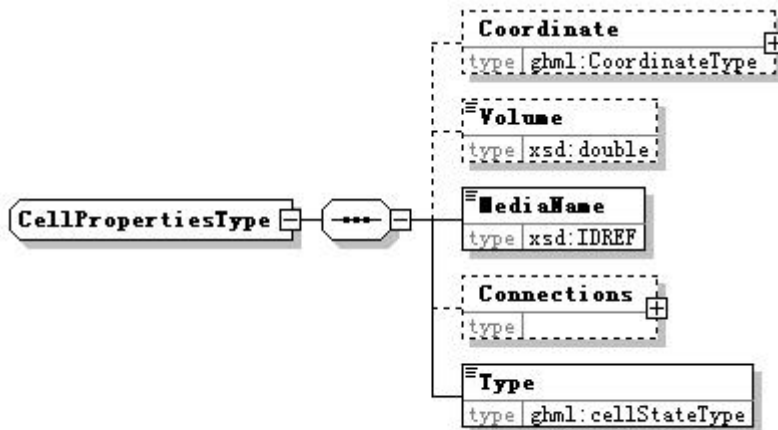 Coordinate
type ghml:CoordinateType
Volume
type xsd:double
CellPropertiesType
MediaName
type xsd:IDREF
Connections
type
Type
type ghml:cellStateType